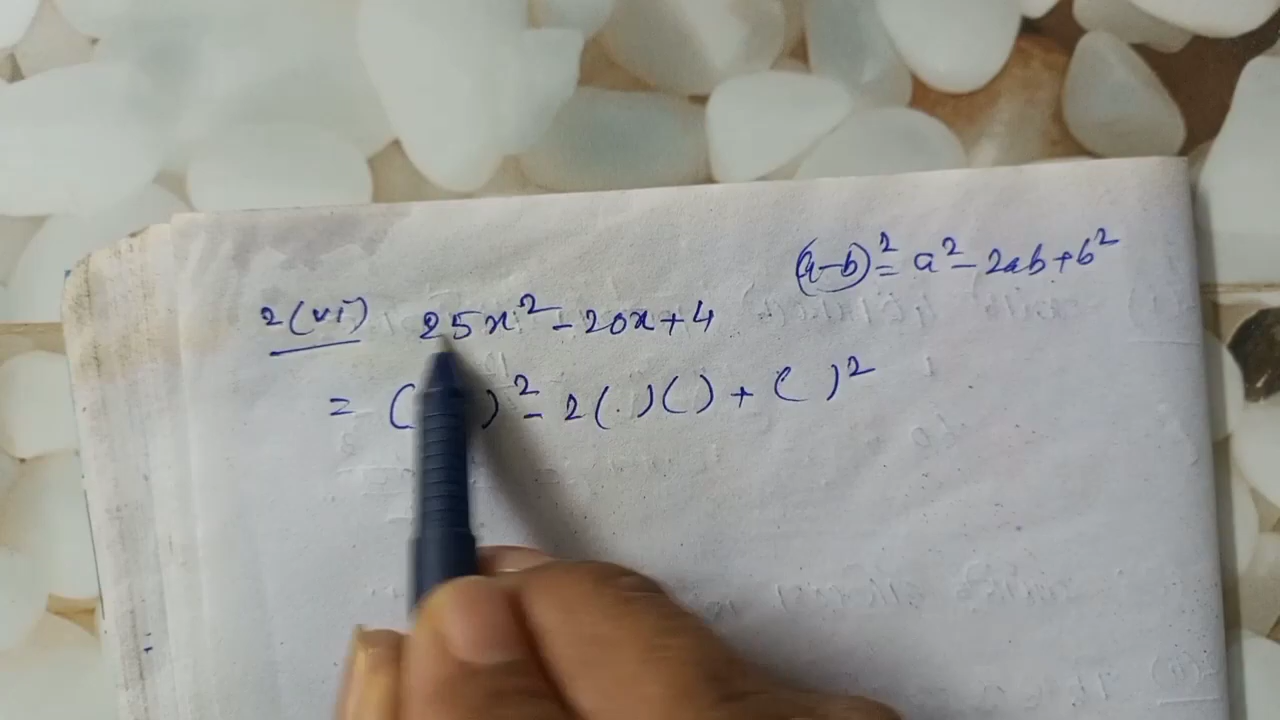 (a-b)² = a² - 2ab + b²
2(vi) 25x² - 20x + 4
= ( )² - 2(.)() + ( )²